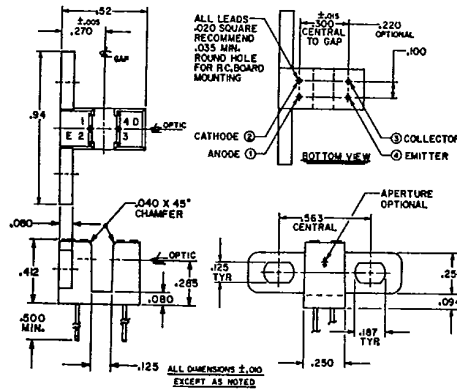 .52
±.005
.270
GAP
.94
1
E 2
4 D
3
OPTIC
ALL LEADS
.020 SQUARE
RECOMMEND
.035 MIN.
ROUND HOLE
FOR P.C. BOARD
MOUNTING
±.015
.300
CENTRAL
TO GAP
.220
OPTIONAL
.100
CATHODE ②
ANODE ①
③ COLLECTOR
④ EMITTER
BOTTOM VIEW
.040 X 45°
CHAMFER
.080
OPTIC
.412
.285
.080
.500
MIN.
.125
APERTURE
OPTIONAL
.563
CENTRAL
.125
TYP
.25
.094
.187
TYP
.250
ALL DIMENSIONS ±.010
EXCEPT AS NOTED